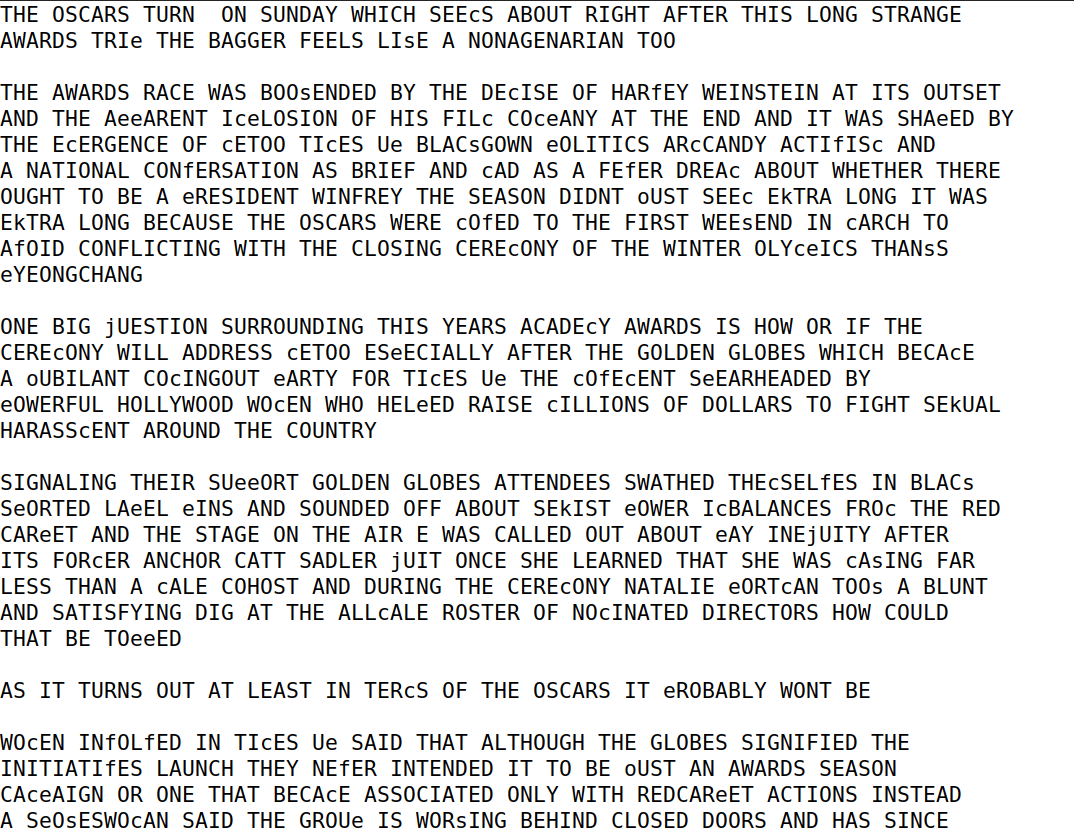 THE OSCARS TURN  ON SUNDAY WHICH SEEcS ABOUT RIGHT AFTER THIS LONG STRANGE
AWARDS TRIe THE BAGGER FEELS LIsE A NONAGENARIAN TOO

THE AWARDS RACE WAS BOOsENDED BY THE DEcISE OF HARfEY WEINSTEIN AT ITS OUTSET
AND THE AeeARENT IceLOSION OF HIS FILc COceANY AT THE END AND IT WAS SHAeED BY
THE EcERGENCE OF cETOO TIcES Ue BLACsGOWN eOLITICS ARcCANDY ACTIfISc AND
A NATIONAL CONfERSATION AS BRIEF AND cAD AS A FEfER DREAc ABOUT WHETHER THERE
OUGHT TO BE A eRESIDENT WINFREY THE SEASON DIDNT oUST SEEc EkTRA LONG IT WAS
EkTRA LONG BECAUSE THE OSCARS WERE cOfED TO THE FIRST WEEsEND IN cARCH TO
AfOID CONFLICTING WITH THE CLOSING CEREcONY OF THE WINTER OLYceICS THANsS
eYEONGCHANG

ONE BIG jUESTION SURROUNDING THIS YEARS ACADEcY AWARDS IS HOW OR IF THE
CEREcONY WILL ADDRESS cETOO ESeECIALLY AFTER THE GOLDEN GLOBES WHICH BECAcE
A oUBILANT COcINGOUT eARTY FOR TIcES Ue THE cOfEcENT SeEARHEADED BY
eOWERFUL HOLLYWOOD WOcEN WHO HELeED RAISE cILLIONS OF DOLLARS TO FIGHT SEkUAL
HARASScENT AROUND THE COUNTRY

SIGNALING THEIR SUeeORT GOLDEN GLOBES ATTENDEES SWATHED THEcSELfES IN BLACs
SeORTED LAeEL eINS AND SOUNDED OFF ABOUT SEkIST eOWER IcBALANCES FROc THE RED
CAReET AND THE STAGE ON THE AIR E WAS CALLED OUT ABOUT eAY INEjUITY AFTER
ITS FORcER ANCHOR CATT SADLER jUIT ONCE SHE LEARNED THAT SHE WAS cAsING FAR
LESS THAN A cALE COHOST AND DURING THE CEREcONY NATALIE eORTcAN TOOs A BLUNT
AND SATISFYING DIG AT THE ALLcALE ROSTER OF NOcINATED DIRECTORS HOW COULD
THAT BE TOeeED

AS IT TURNS OUT AT LEAST IN TERcS OF THE OSCARS IT eROBABLY WONT BE

WOcEN INfOLfED IN TIcES Ue SAID THAT ALTHOUGH THE GLOBES SIGNIFIED THE
INITIATIfES LAUNCH THEY NEfER INTENDED IT TO BE oUST AN AWARDS SEASON
CAceAIGN OR ONE THAT BECAcE ASSOCIATED ONLY WITH REDCAReET ACTIONS INSTEAD
A SeOsESWOcAN SAID THE GROUe IS WORsING BEHIND CLOSED DOORS AND HAS SINCE